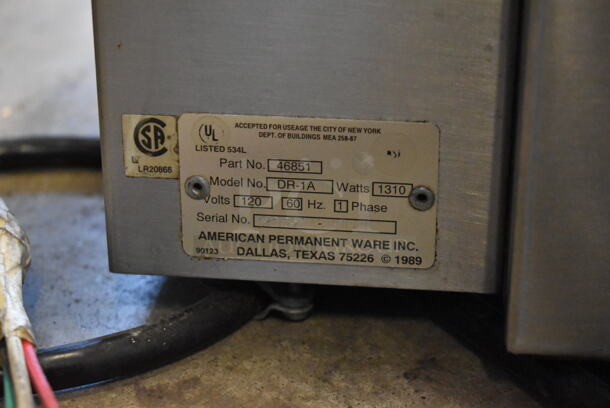 ACCEPTED FOR USEAGE THE CITY OF NEW YORK
DEPT. OF BUILDINGS MEA 258-87
UL
LISTED 534L
Part No. 46851
Model No. DR-1A Watts 1310
Volts 120 60 Hz. 1 Phase
Serial No.
AMERICAN PERMANENT WARE INC.
90123 DALLAS, TEXAS 75226 © 1989
SA
LR20866